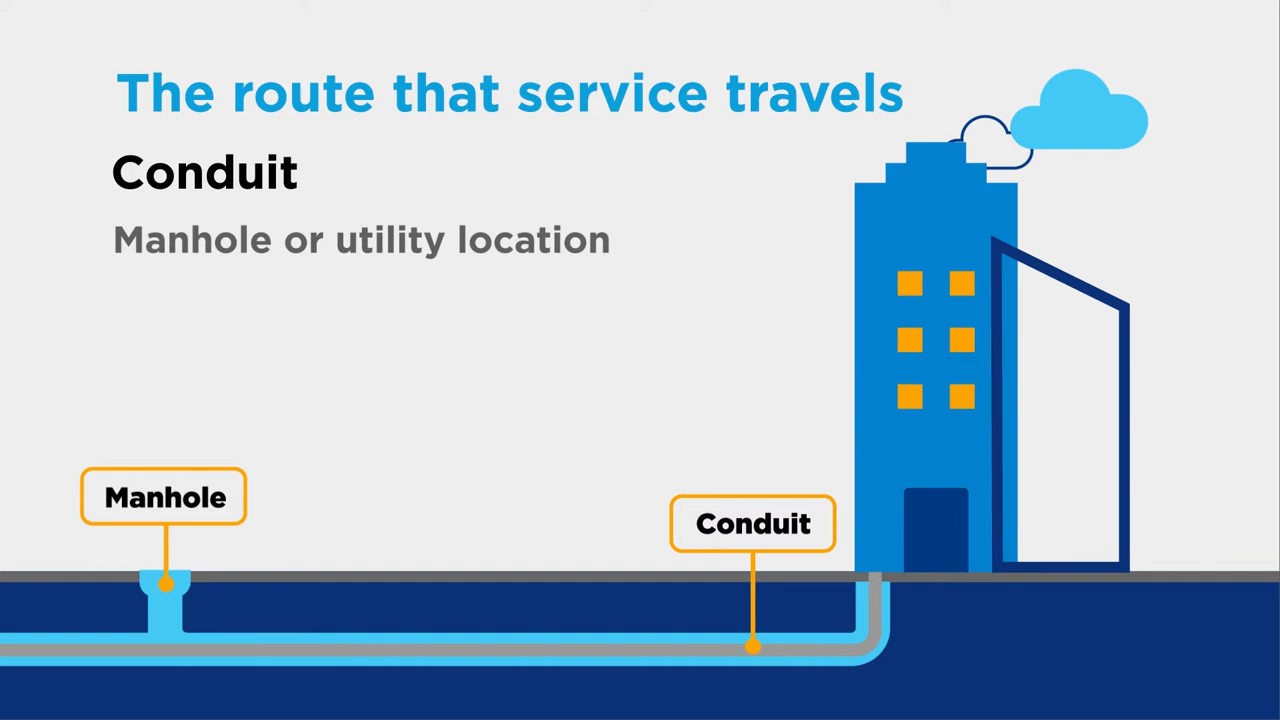 The route that service travels
Conduit
Manhole or utility location
Manhole
Conduit